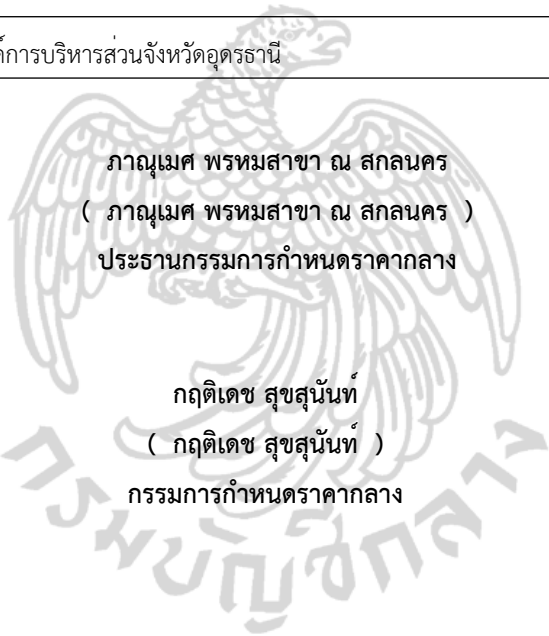 การบริหารส่วนจังหวัดอุดรธานี
ภาณุเมศ พรหมสาขา ณ สกลนคร
( ภาณุเมศ พรหมสาขา ณ สกลนคร )
ประธานกรรมการกำหนดราคากลาง
กฤติเดช สุขสุนันท์
( กฤติเดช สุขสุนันท์ )
กรรมการกำหนดราคากลาง
กรมบัญชีกลาง